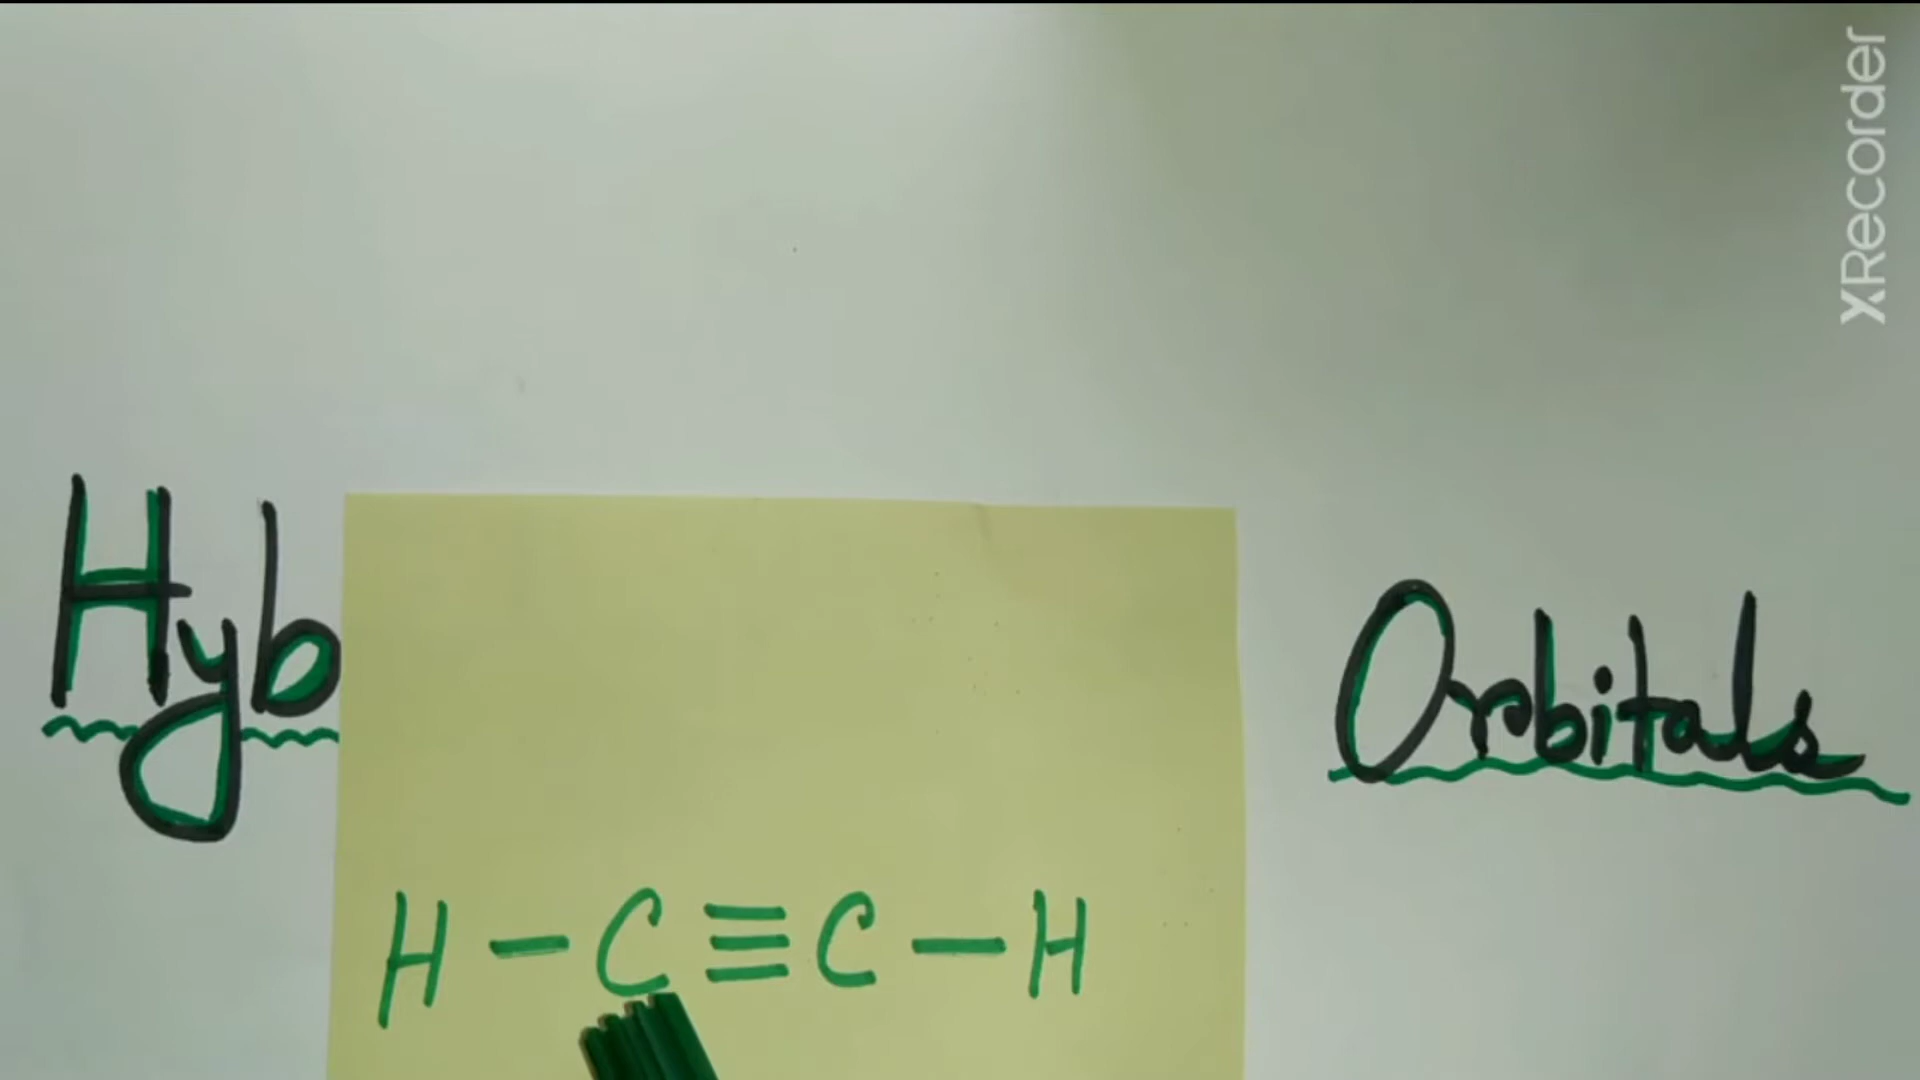 XRecorder
Hyb Orbitals
H - C ≡ C - H